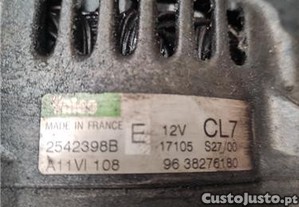 MADE IN FRANCE E 12V CL7
2542398B 17105 S27/00
A11VI 108 96 38276180
CustoJusto.pt